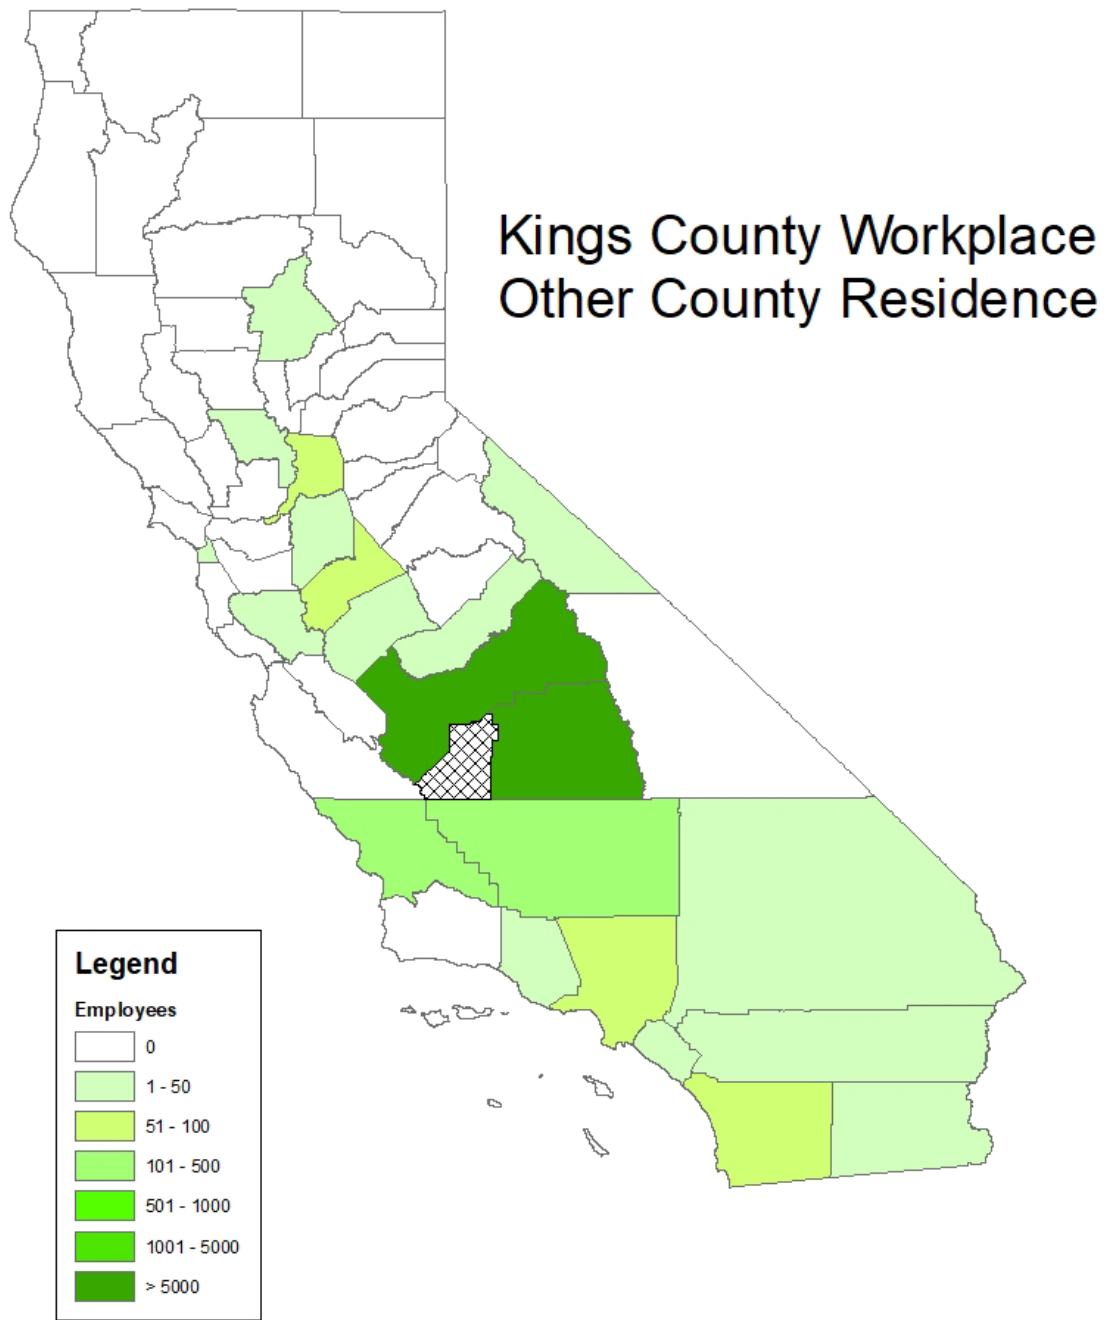 Kings County Workplace
Other County Residence
Legend
Employees
0
1 - 50
51 - 100
101 - 500
501 - 1000
1001 - 5000
> 5000